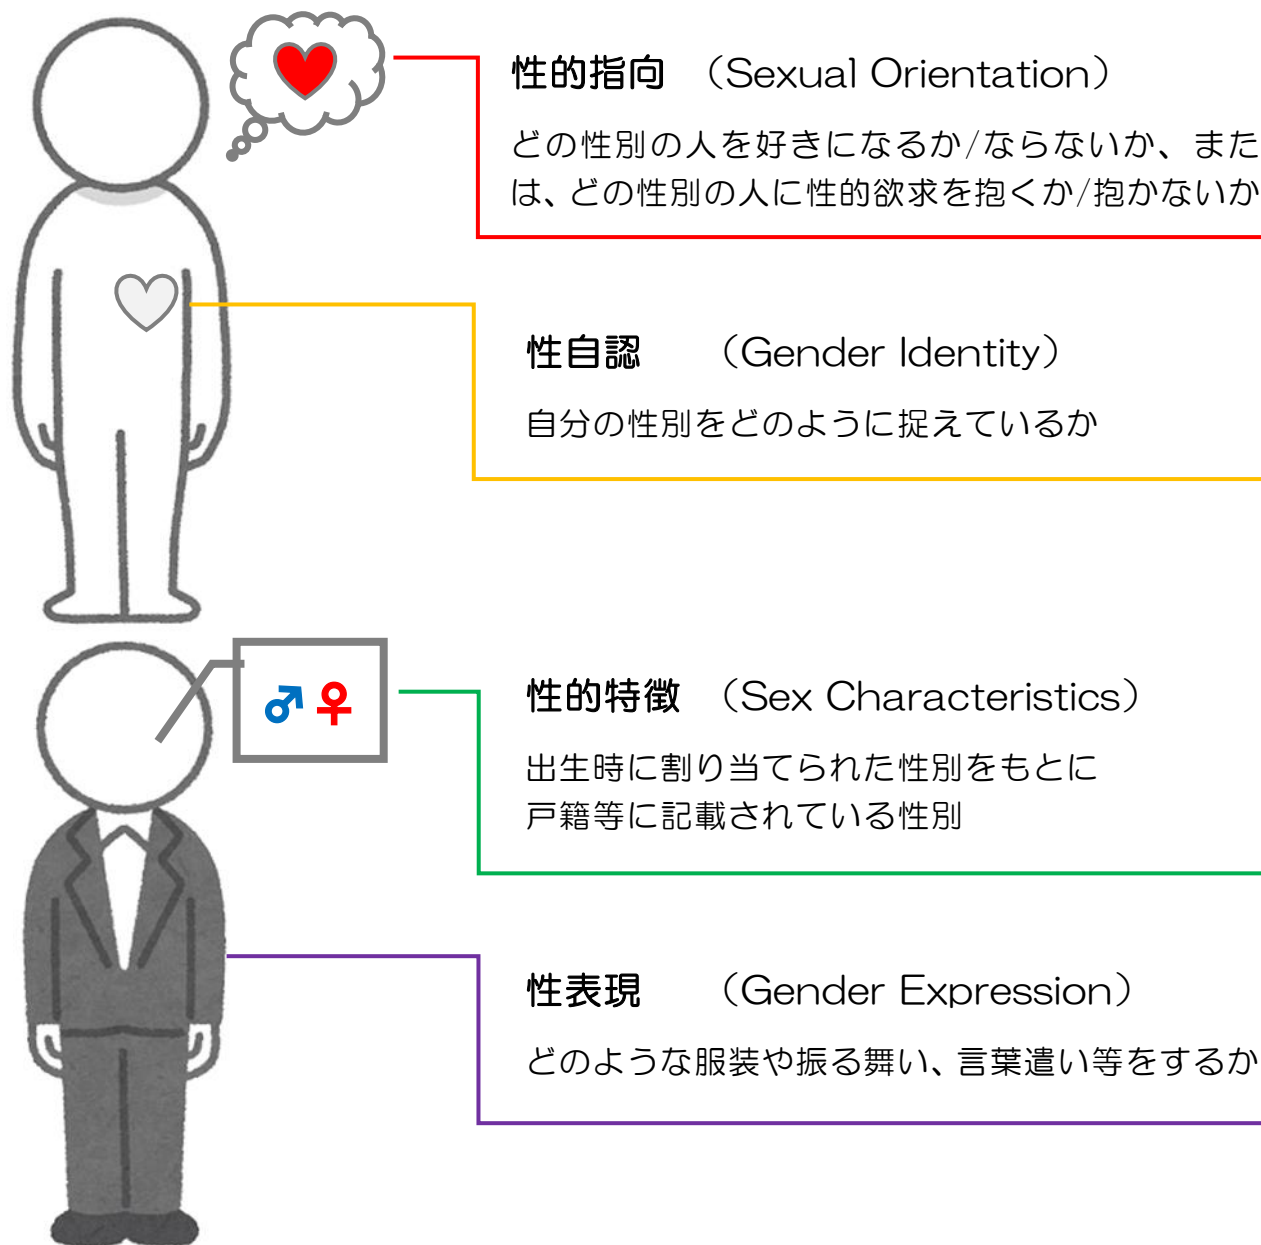 性的指向 （Sexual Orientation）
どの性別の人を好きになるか/ならないか、また
は、どの性別の人に性的欲求を抱くか/抱かないか
性自認 （Gender Identity）
自分の性別をどのように捉えているか
♂♀
性的特徴 （Sex Characteristics）
出生時に割り当てられた性別をもとに
戸籍等に記載されている性別
性表現 （Gender Expression）
どのような服装や振る舞い、言葉遣い等をするか